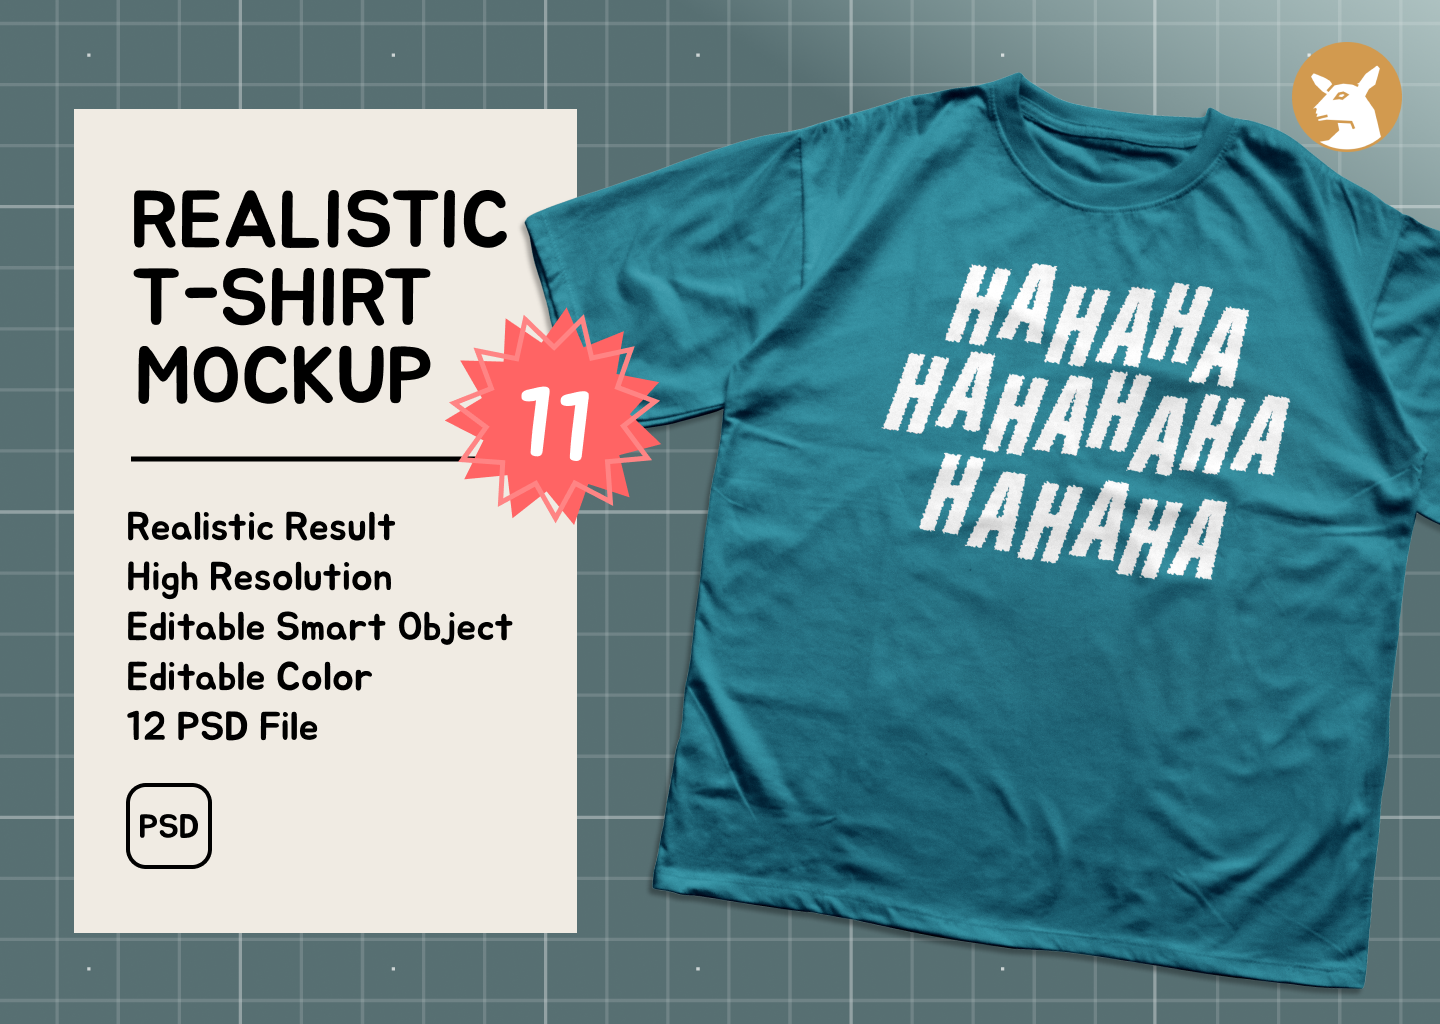 REALISTIC
T-SHIRT
MOCKUP
11
Realistic Result
High Resolution
Editable Smart Object
Editable Color
12 PSD File
PSD
HAHAHA
HAHAHAHA
HAHAHA